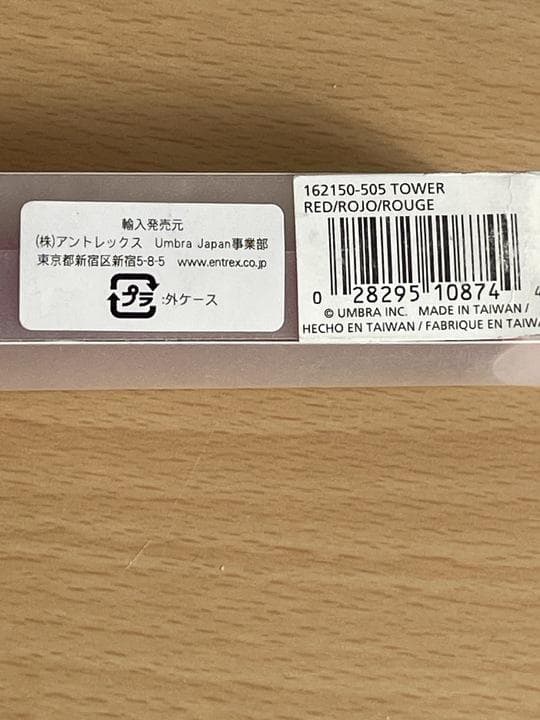 輸入発売元
(株)アントレックス Umbra Japan事業部
東京都新宿区新宿5-8-5 www.entrex.co.jp
プラ :外ケース
162150-505 TOWER
RED/ROJO/ROUGE
0 28295 10874 4
© UMBRA INC. MADE IN TAIWAN /
HECHO EN TAIWAN / FABRIQUE EN TAIWA